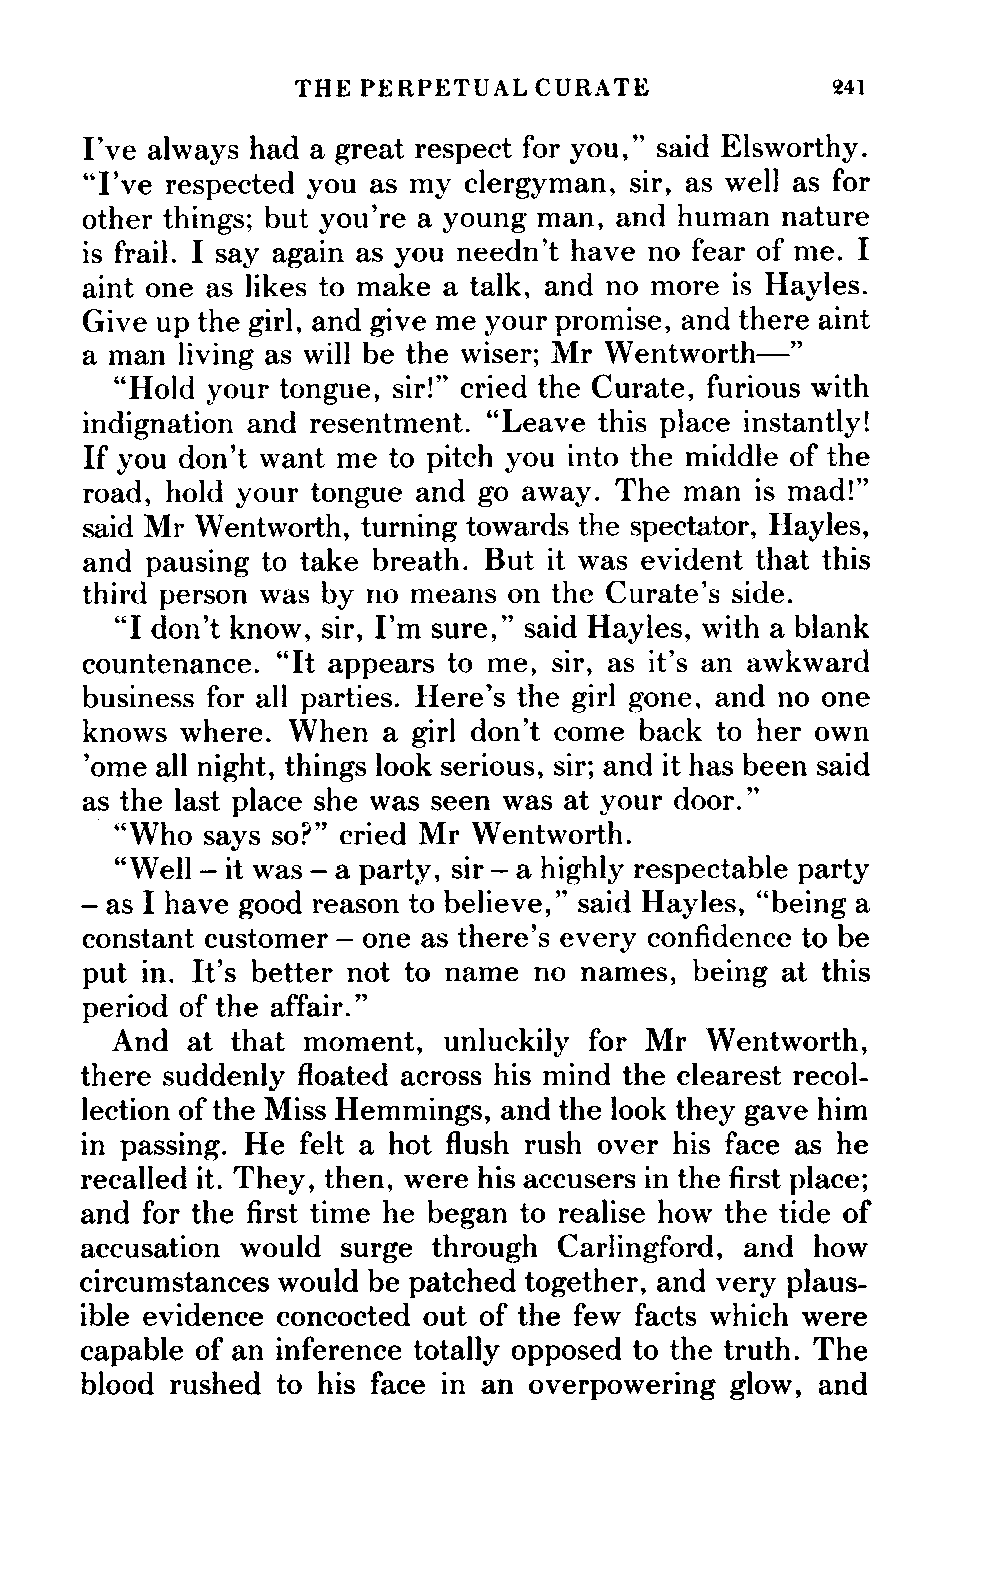 THE PERPETUAL CURATE 241
I've always had a great respect for you," said Elsworthy.
"I've respected you as my clergyman, sir, as well as for
other things; but you're a young man, and human nature
is frail. I say again as you needn't have no fear of me. I
aint one as likes to make a talk, and no more is Hayles.
Give up the girl, and give me your promise, and there aint
a man living as will be the wiser; Mr Wentworth—"
"Hold your tongue, sir!" cried the Curate, furious with
indignation and resentment. "Leave this place instantly!
If you don't want me to pitch you into the middle of the
road, hold your tongue and go away. The man is mad!"
said Mr Wentworth, turning towards the spectator, Hayles,
and pausing to take breath. But it was evident that this
third person was by no means on the Curate's side.
"I don't know, sir, I'm sure," said Hayles, with a blank
countenance. "It appears to me, sir, as it's an awkward
business for all parties. Here's the girl gone, and no one
knows where. When a girl don't come back to her own
'ome all night, things look serious, sir; and it has been said
as the last place she was seen was at your door."
"Who says so?" cried Mr Wentworth.
"Well – it was – a party, sir – a highly respectable party
– as I have good reason to believe," said Hayles, "being a
constant customer – one as there's every confidence to be
put in. It's better not to name no names, being at this
period of the affair."
And at that moment, unluckily for Mr Wentworth,
there suddenly floated across his mind the clearest recol-
lection of the Miss Hemmings, and the look they gave him
in passing. He felt a hot flush rush over his face as he
recalled it. They, then, were his accusers in the first place;
and for the first time he began to realise how the tide of
accusation would surge through Carlingford, and how
circumstances would be patched together, and very plaus-
ible evidence concocted out of the few facts which were
capable of an inference totally opposed to the truth. The
blood rushed to his face in an overpowering glow, and